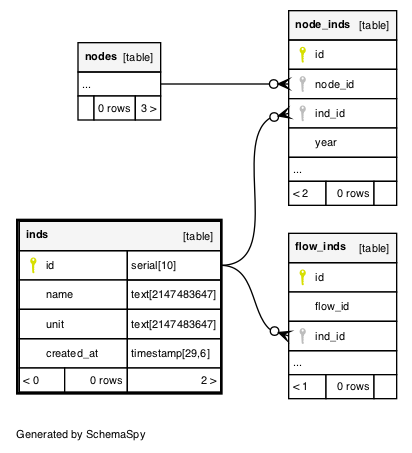 nodes [table]
...
0 rows 3 >
node_inds [table]
id
node_id
ind_id
year
...
< 2 0 rows
inds [table]
id serial[10]
name text[2147483647]
unit text[2147483647]
created_at timestamp[29,6]
< 0 0 rows 2 >
flow_inds [table]
id
flow_id
ind_id
...
< 1 0 rows
Generated by SchemaSpy